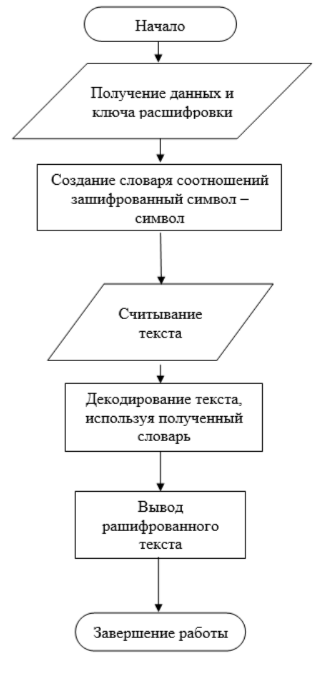 Начало
Получение данных и
ключа расшифровки
Создание словаря соотношений
зашифрованный символ –
символ
Считывание
текста
Декодирование текста,
используя полученный
словарь
Вывод
рашифрованного
текста
Завершение работы